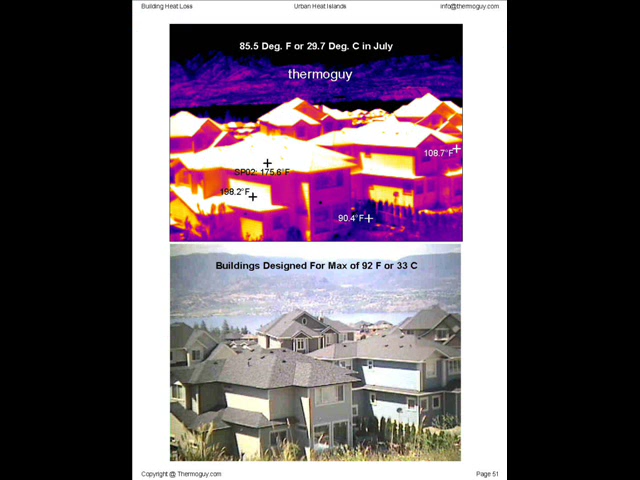 Building Heat Loss Urban Heat Islands info@thermoguy.com
85.5 Deg. F or 29.7 Deg. C in July
thermoguy
108.7°F
SP02: 175.6°F
198.2°F
90.4°F
Buildings Designed For Max of 92 F or 33 C
Copyright @ Thermoguy.com Page 51